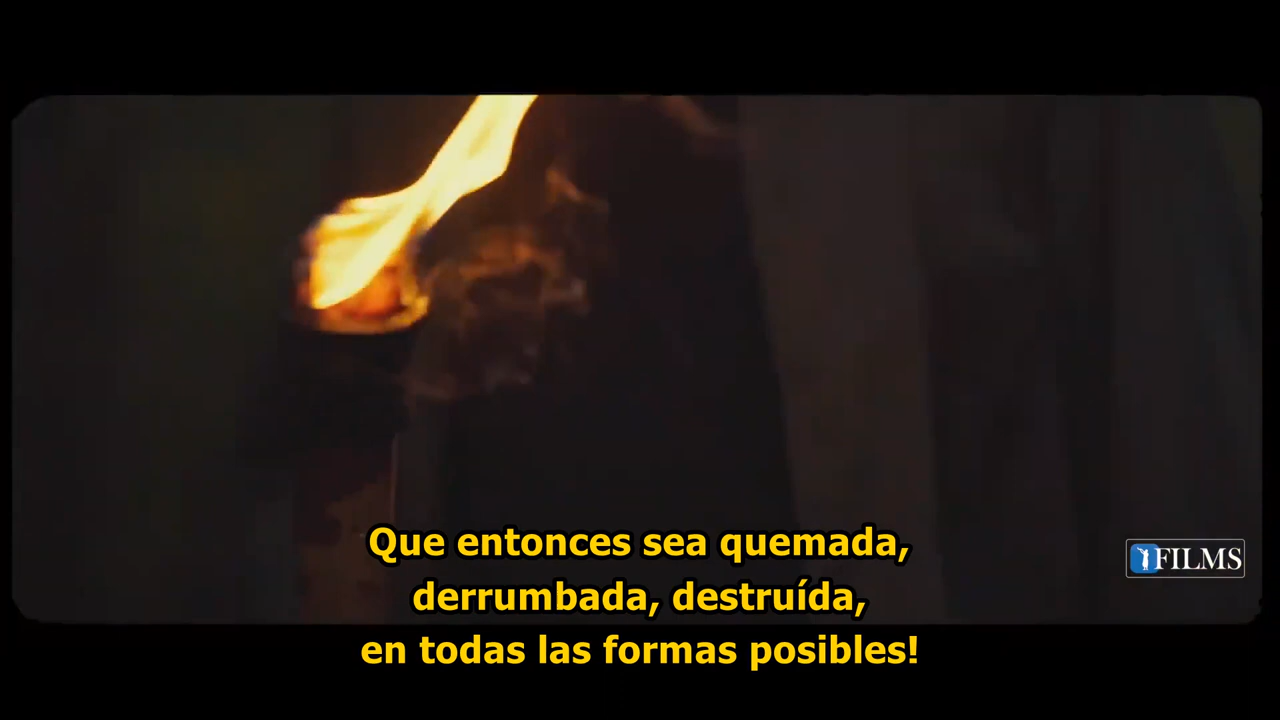 Que entonces sea quemada,
derrumbada, destruída,
en todas las formas posibles!
FILMS